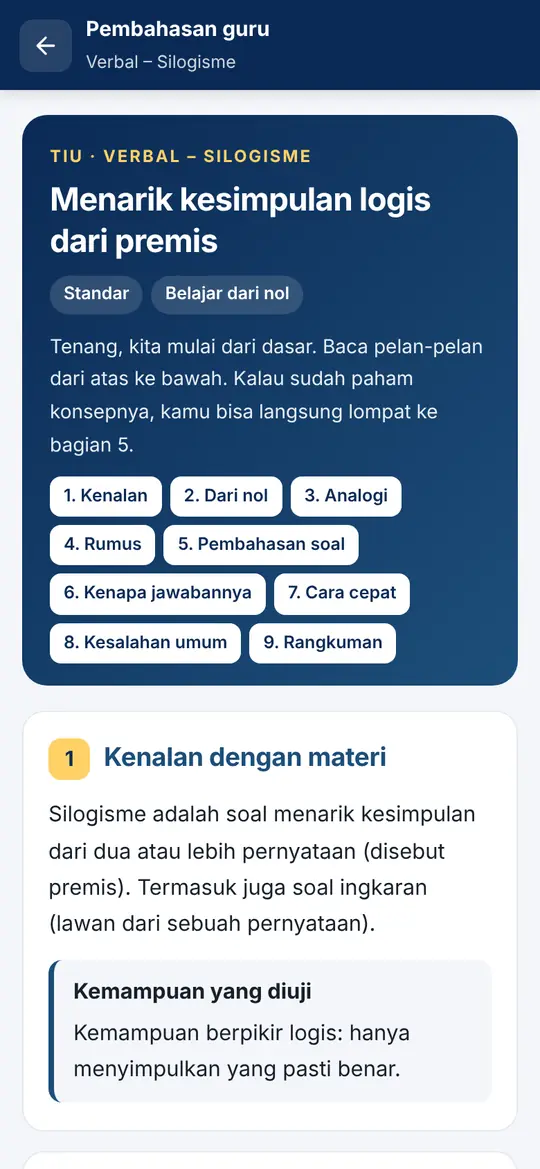 Pembahasan guru
Verbal – Silogisme
TIU · VERBAL – SILOGISME
Menarik kesimpulan logis
dari premis
Standar
Belajar dari nol
Tenang, kita mulai dari dasar. Baca pelan-pelan
dari atas ke bawah. Kalau sudah paham
konsepnya, kamu bisa langsung lompat ke
bagian 5.
1. Kenalan
2. Dari nol
3. Analogi
4. Rumus
5. Pembahasan soal
6. Kenapa jawabannya
7. Cara cepat
8. Kesalahan umum
9. Rangkuman
1
Kenalan dengan materi
Silogisme adalah soal menarik kesimpulan
dari dua atau lebih pernyataan (disebut
premis). Termasuk juga soal ingkaran
(lawan dari sebuah pernyataan).
Kemampuan yang diuji
Kemampuan berpikir logis: hanya
menyimpulkan yang pasti benar.